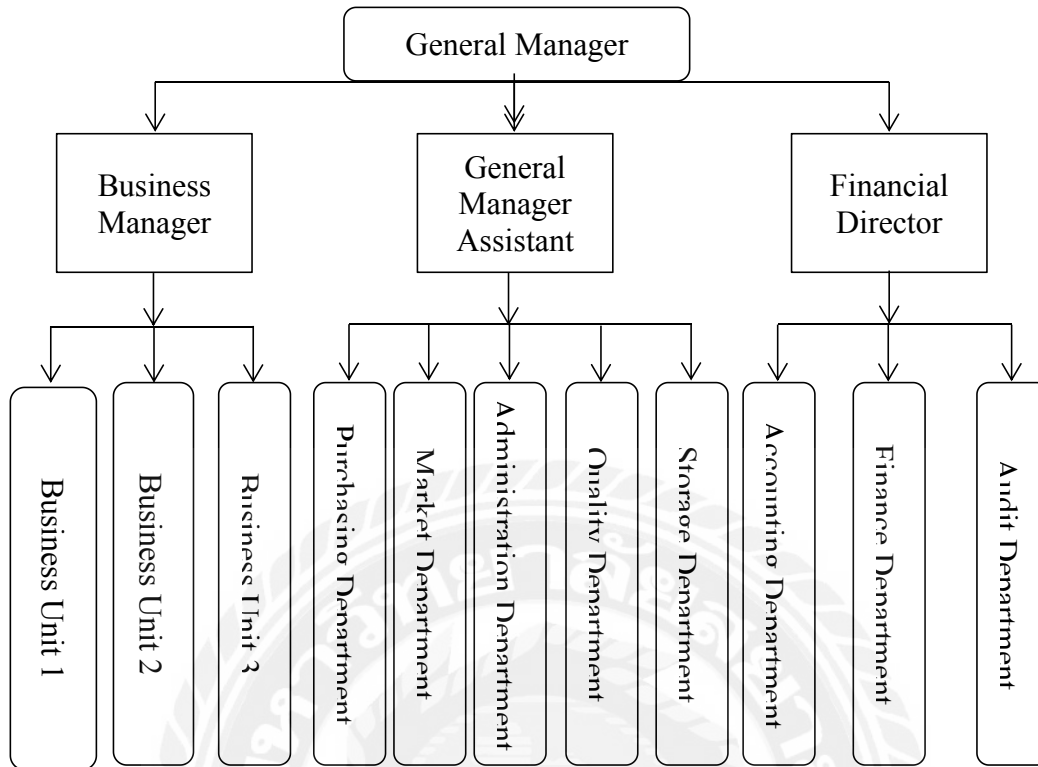 General Manager
Business
Manager
General
Manager
Assistant
Financial
Director
Business Unit 1
Business Unit 2
Business Unit 3
Purchasing Department
Market Department
Administration Department
Quality Department
Storage Department
Accounting Department
Finance Department
Audit Department